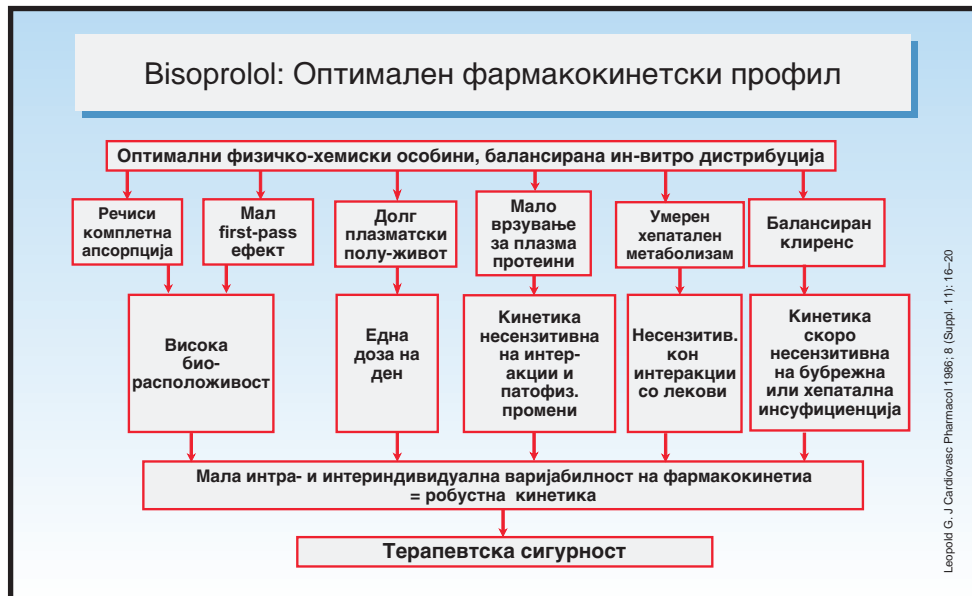 Bisoprolol: Оптимален фармакокинетски профил
Оптимални физичко-хемиски особини, балансирана ин-витро дистрибуција
Речиси
комплетна
апсорпција
Мал
first-pass
ефект
Долг
плазматски
полу-живот
Мало
врзување
за плазма
протеини
Умерен
хепатален
метаболизам
Балансиран
клиренс
Висока
био-
расположивост
Една
доза на
ден
Кинетика
несензитивна
на интер-
акции и
патофиз.
промени
Несензитив.
кон
интеракции
со лекови
Кинетика
скоро
несензитивна
на бубрежна
или хепатална
инсуфициенција
Мала интра- и интериндивидуална варијабилност на фармакокинетиа
= робустна кинетика
Терапевтска сигурност
Leopold G. J Cardiovasc Pharmacol 1986; 8 (Suppl. 11): 16–20